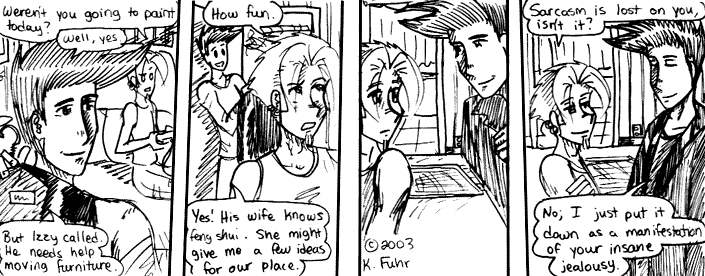 Weren't you going to paint
today?
Well, yes.
But Izzy called.
He needs help
moving furniture.
How fun.
Yes! His wife knows
feng shui. She might
give me a few ideas
for our place.
© 2003
K. Fuhr
Sarcasm is lost on you,
isn't it?
No, I just put it
down as a manifestation
of your insane
jealousy.